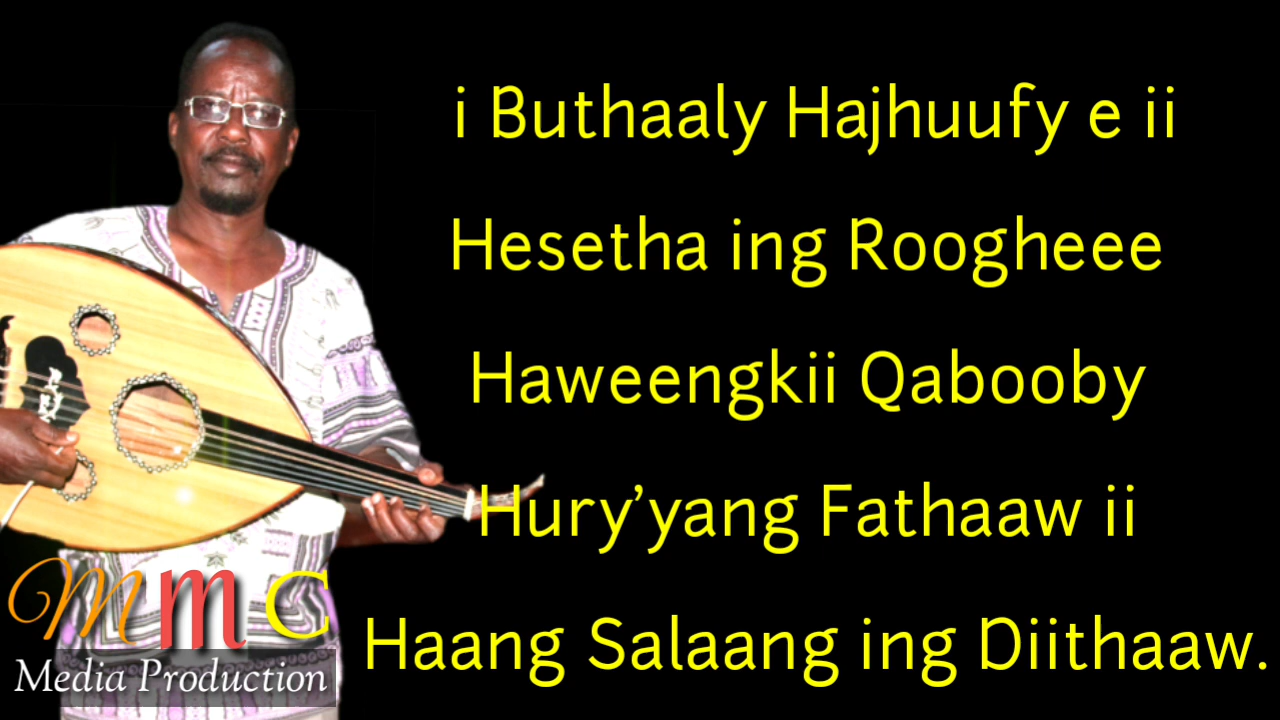 i Buthaaly Hajhuufy e ii
Hesetha ing Roogheee
Haweengkii Qabooby
Hury'yang Fathaaw ii
Haang Salaang ing Diithaaw.
MMC
Media Production